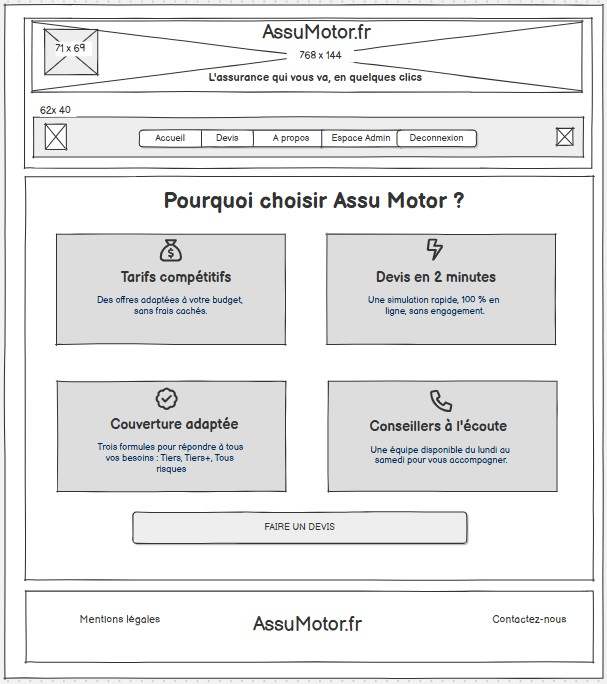 AssuMotor.fr
71 x 69
768 x 144
L'assurance qui vous va, en quelques clics
62x 40
Accueil Devis A propos Espace Admin Deconnexion
Pourquoi choisir Assu Motor ?
Tarifs compétitifs
Des offres adaptées à votre budget,
sans frais cachés.
Devis en 2 minutes
Une simulation rapide, 100 % en
ligne, sans engagement.
Couverture adaptée
Trois formules pour répondre à tous
vos besoins : Tiers, Tiers+, Tous
risques
Conseillers à l'écoute
Une équipe disponible du lundi au
samedi pour vous accompagner.
FAIRE UN DEVIS
Mentions légales AssuMotor.fr Contactez-nous